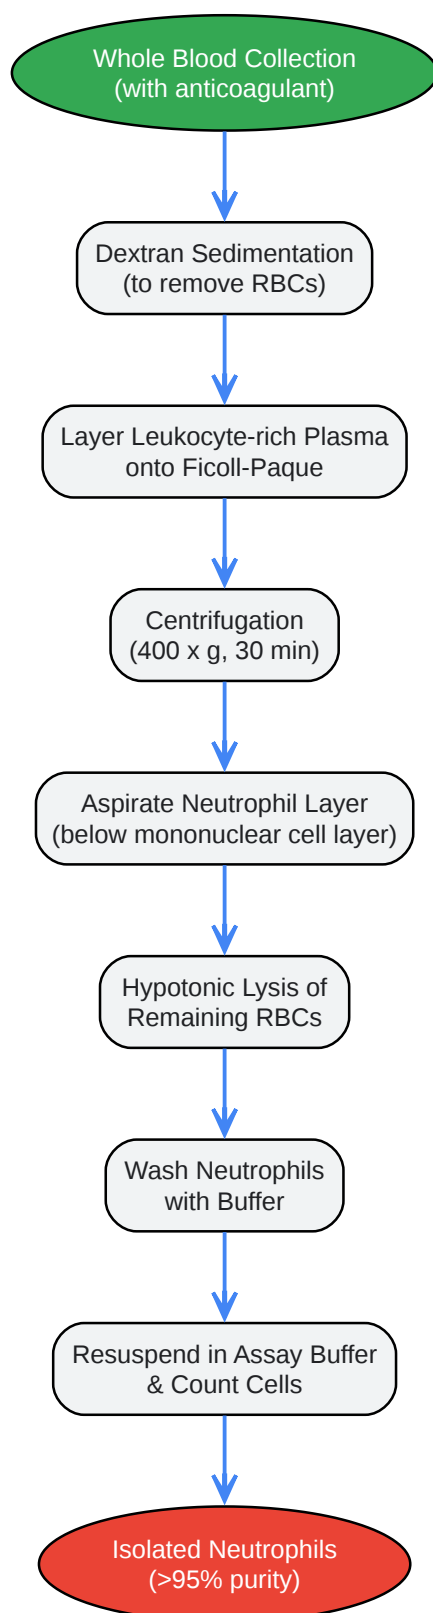 Whole Blood Collection
(with anticoagulant)
Dextran Sedimentation
(to remove RBCs)
Layer Leukocyte-rich Plasma
onto Ficoll-Paque
Centrifugation
(400 x g, 30 min)
Aspirate Neutrophil Layer
(below mononuclear cell layer)
Hypotonic Lysis of
Remaining RBCs
Wash Neutrophils
with Buffer
Resuspend in Assay Buffer
& Count Cells
Isolated Neutrophils
(>95% purity)